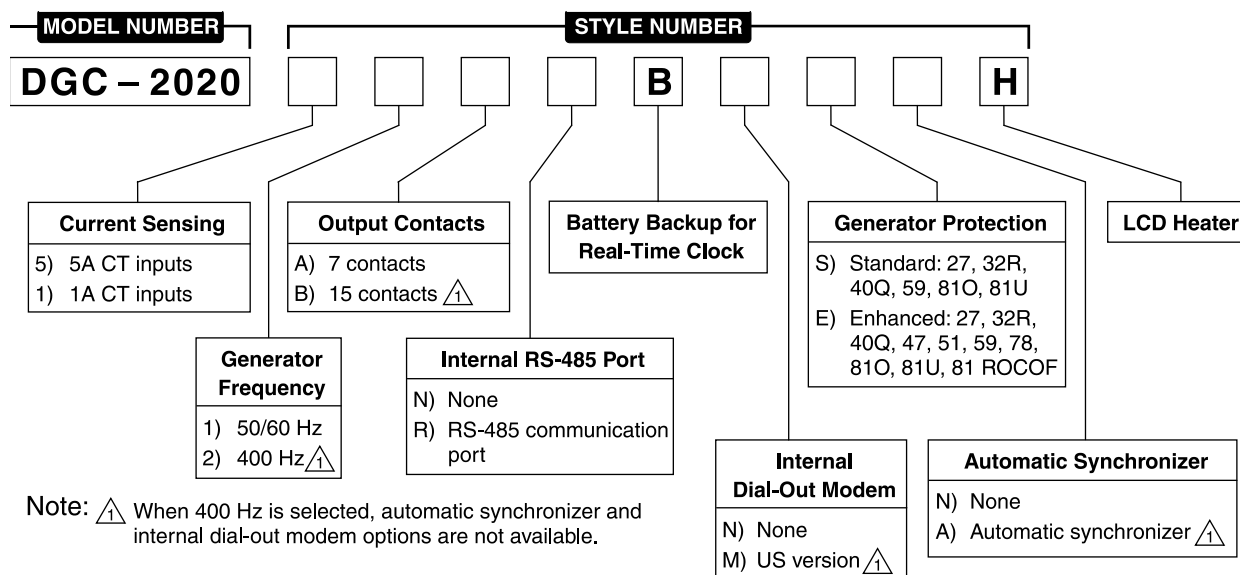 MODEL NUMBER
STYLE NUMBER
DGC – 2020
B
H
Current Sensing
5) 5A CT inputs
1) 1A CT inputs
Generator
Frequency
1) 50/60 Hz
2) 400 Hz 1
Output Contacts
A) 7 contacts
B) 15 contacts 1
Internal RS-485 Port
N) None
R) RS-485 communication
port
Battery Backup for
Real-Time Clock
Internal
Dial-Out Modem
N) None
M) US version 1
Generator Protection
S) Standard: 27, 32R,
40Q, 59, 81O, 81U
E) Enhanced: 27, 32R,
40Q, 47, 51, 59, 78,
81O, 81U, 81 ROCOF
Automatic Synchronizer
N) None
A) Automatic synchronizer 1
LCD Heater
Note: 1 When 400 Hz is selected, automatic synchronizer and
internal dial-out modem options are not available.